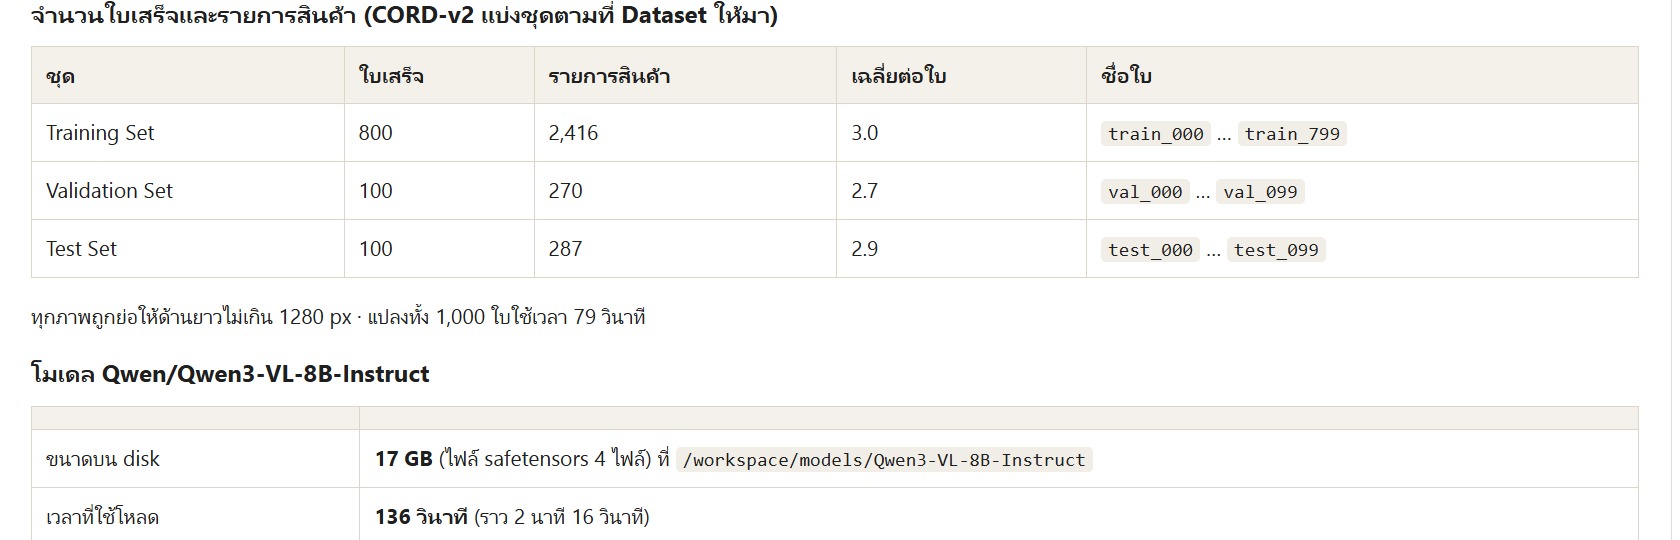 จำนวนใบเสร็จและรายการสินค้า (CORD-v2 แบ่งชุดตามที่ Dataset ให้มา)
ชุด ใบเสร็จ รายการสินค้า เฉลี่ยต่อใบ ชื่อใบ
Training Set 800 2,416 3.0 train_000 … train_799
Validation Set 100 270 2.7 val_000 … val_099
Test Set 100 287 2.9 test_000 … test_099
ทุกภาพถูกย่อให้ด้านยาวไม่เกิน 1280 px · แปลงทั้ง 1,000 ใบใช้เวลา 79 วินาที
โมเดล Qwen/Qwen3-VL-8B-Instruct
ขนาดบน disk 17 GB (ไฟล์ safetensors 4 ไฟล์) ที่ /workspace/models/Qwen3-VL-8B-Instruct
เวลาที่ใช้โหลด 136 วินาที (ราว 2 นาที 16 วินาที)